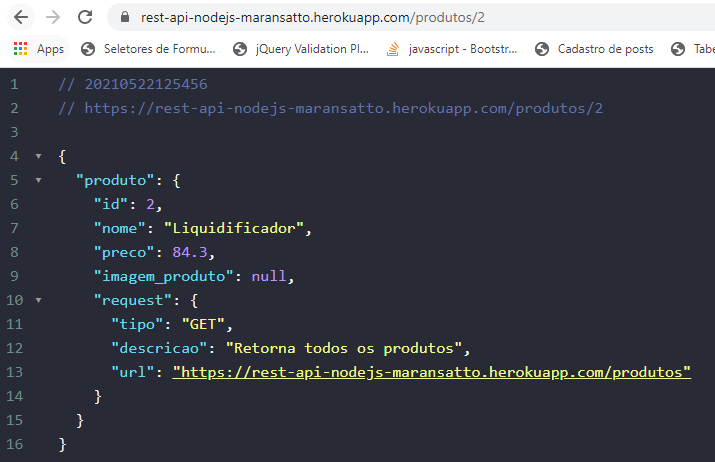 rest-api-nodejs-maransatto.herokuapp.com/produtos/2
Apps Seletores de Formu... jQuery Validation Pl... javascript - Bootstr... Cadastro de posts Tabe
1 // 20210522125456
2 // https://rest-api-nodejs-maransatto.herokuapp.com/produtos/2
3
4 {
5 "produto": {
6 "id": 2,
7 "nome": "Liquidificador",
8 "preco": 84.3,
9 "imagem_produto": null,
10 "request": {
11 "tipo": "GET",
12 "descricao": "Retorna todos os produtos",
13 "url": "https://rest-api-nodejs-maransatto.herokuapp.com/produtos"
14 }
15 }
16 }